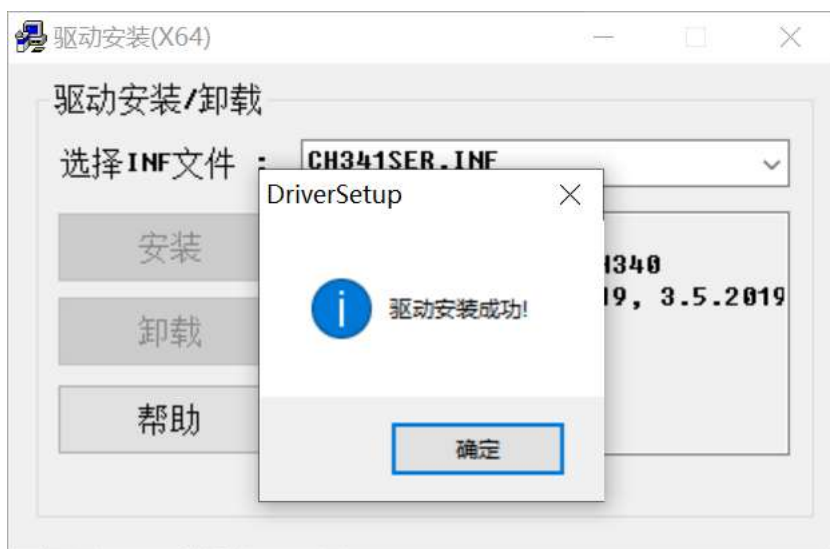 驱动安装(X64)
驱动安装/卸载
选择INF文件 :
CH341SER.INF
DriverSetup
安装
卸载
帮助
驱动安装成功!
确定
H340
19, 3.5.2019